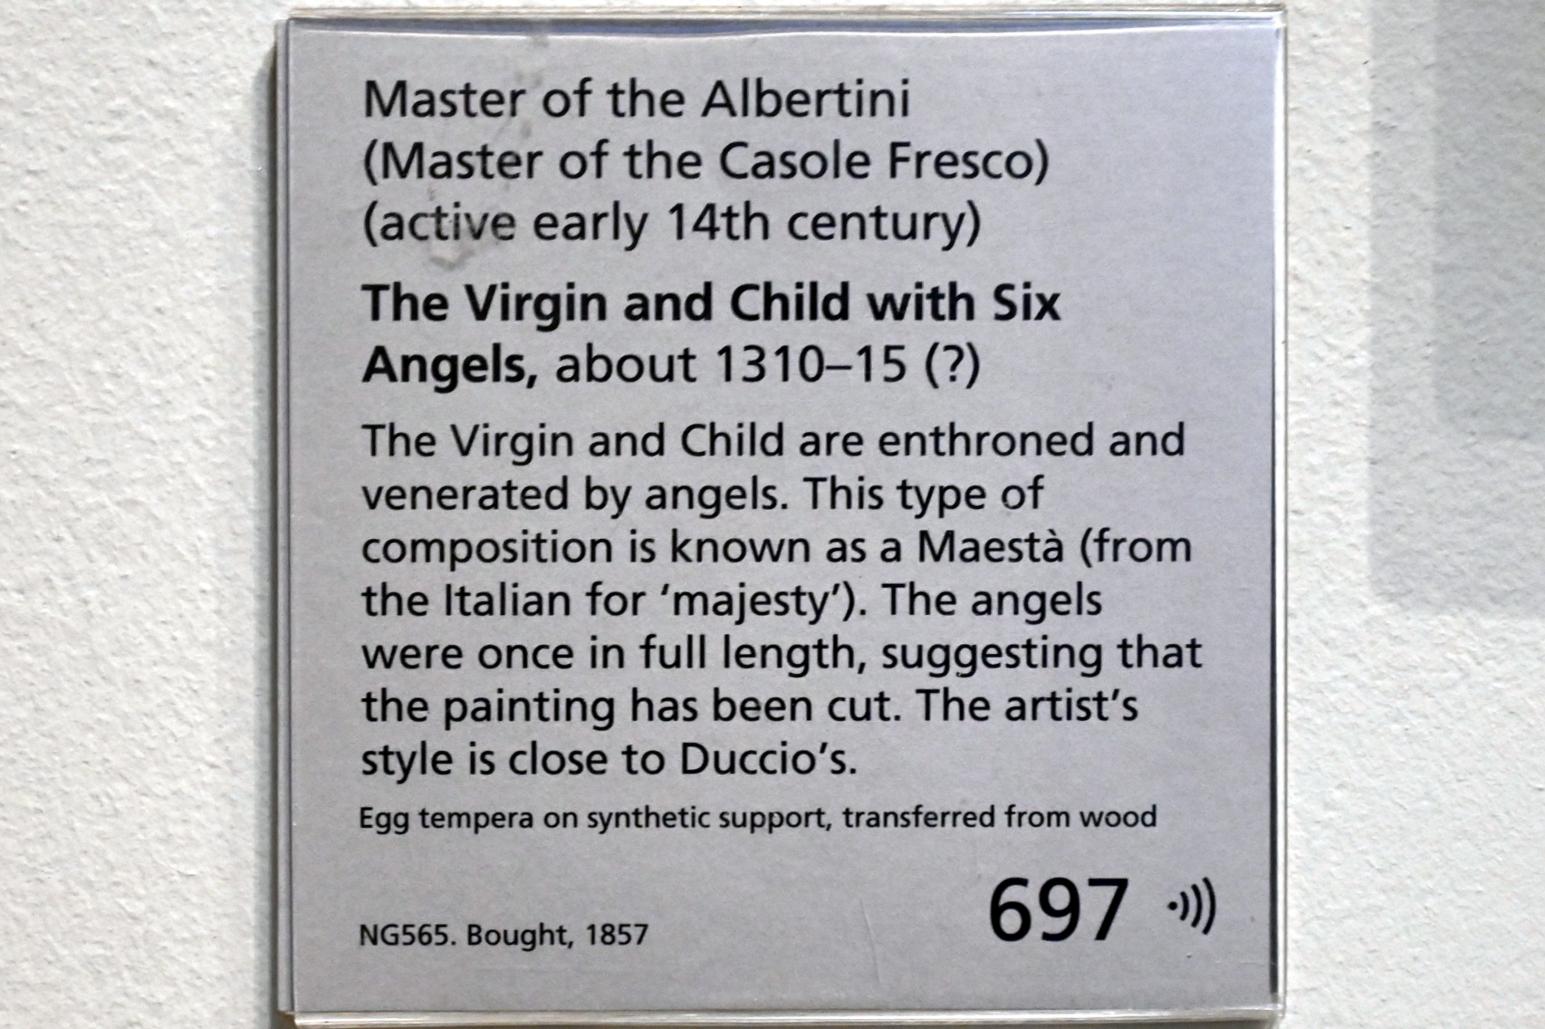 Master of the Albertini
(Master of the Casole Fresco)
(active early 14th century)
The Virgin and Child with Six
Angels, about 1310–15 (?)
The Virgin and Child are enthroned and
venerated by angels. This type of
composition is known as a Maestà (from
the Italian for ‘majesty’). The angels
were once in full length, suggesting that
the painting has been cut. The artist’s
style is close to Duccio’s.
Egg tempera on synthetic support, transferred from wood
697
NG565. Bought, 1857